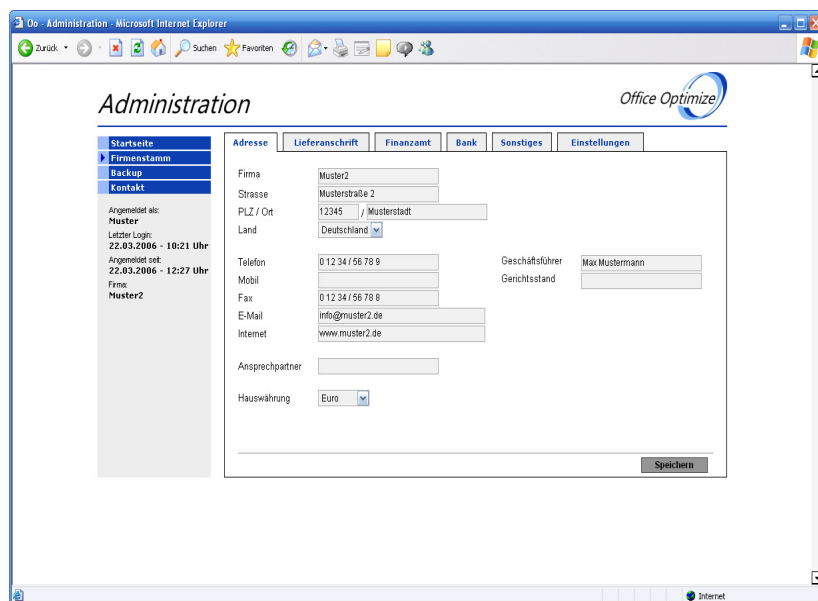 Oo - Administration - Microsoft Internet Explorer
Zurück Suchen Favoriten
Administration
Office Optimize
Startseite
Firmenstamm
Backup
Kontakt
Angemeldet als:
Muster
Letzter Login:
22.03.2006 - 10:21 Uhr
Angemeldet seit:
22.03.2006 - 12:27 Uhr
Firma:
Muster2
Adresse Lieferanschrift Finanzamt Bank Sonstiges Einstellungen
Firma Muster2
Strasse Musterstraße 2
PLZ / Ort 12345 / Musterstadt
Land Deutschland
Telefon 0 12 34 / 56 78 9 Geschäftsführer Max Mustermann
Mobil Gerichtsstand
Fax 0 12 34 / 56 78 8
E-Mail info@muster2.de
Internet www.muster2.de
Ansprechpartner
Hauswährung Euro
Speichern
Internet